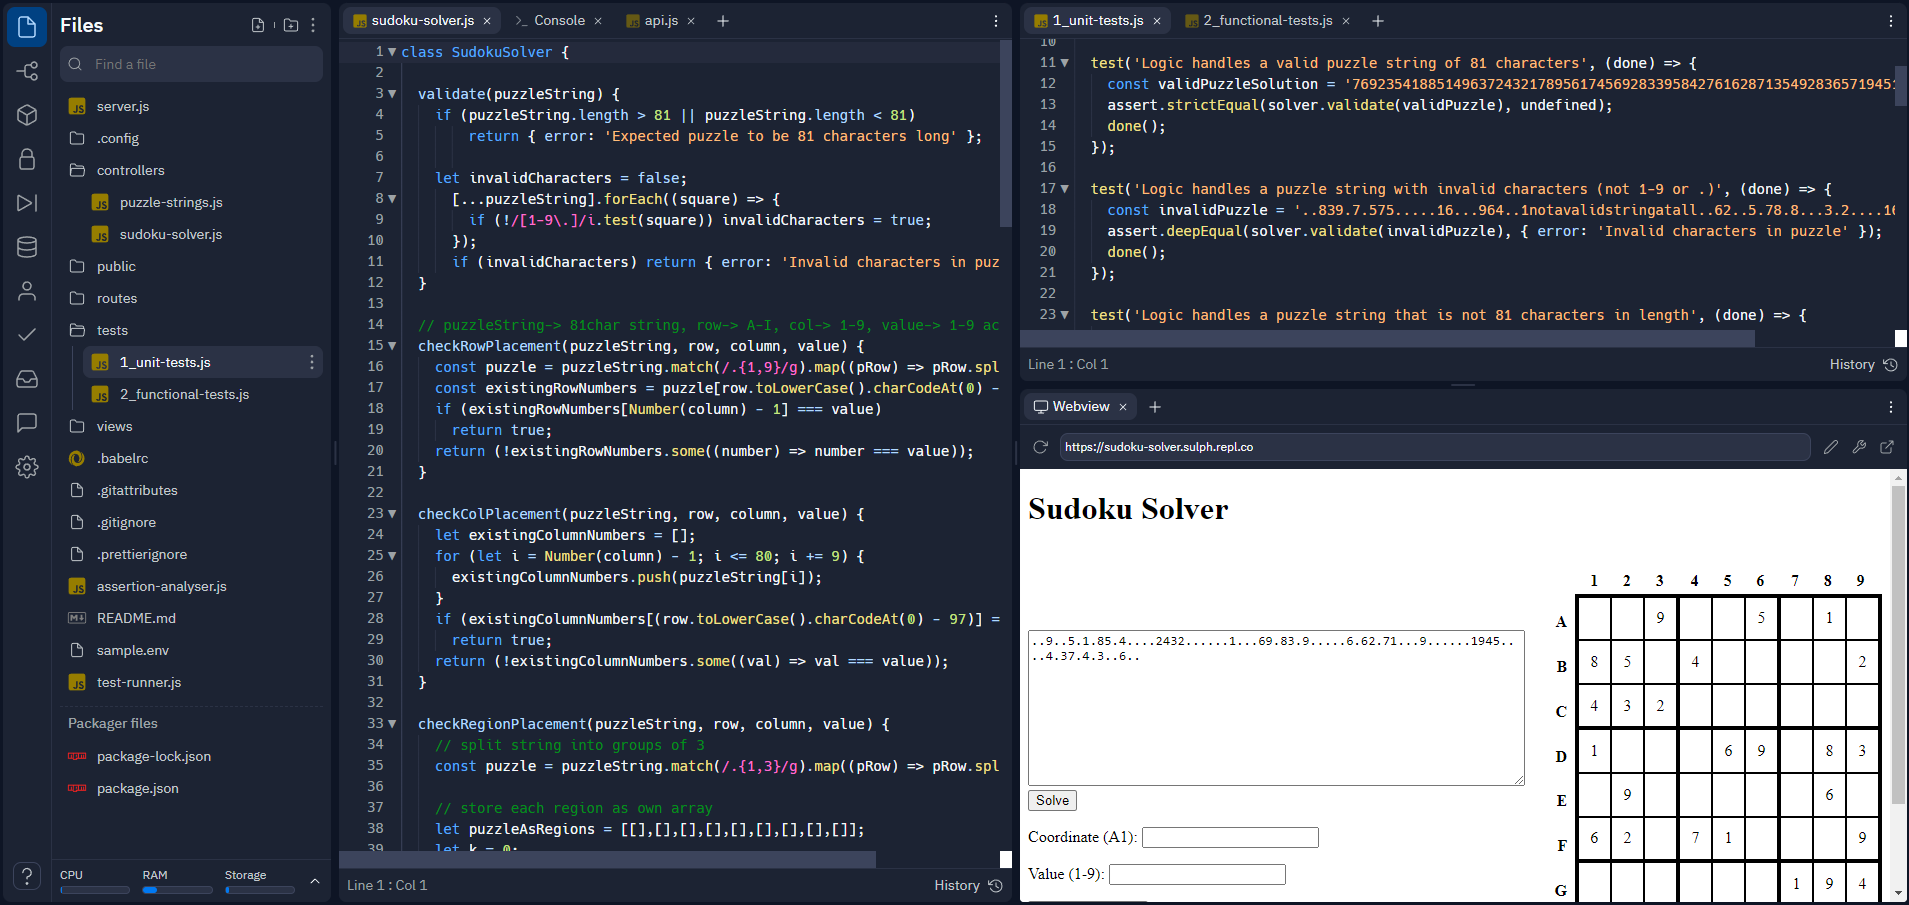 Files
Find a file
server.js
.config
controllers
puzzle-strings.js
sudoku-solver.js
public
routes
tests
1_unit-tests.js
2_functional-tests.js
views
.babelrc
.gitattributes
.gitignore
.prettierignore
assertion-analyser.js
README.md
sample.env
test-runner.js
Packager files
package-lock.json
package.json
CPU RAM Storage
sudoku-solver.js Console api.js
1 class SudokuSolver {
2
3 validate(puzzleString) {
4 if (puzzleString.length > 81 || puzzleString.length < 81)
5 return { error: 'Expected puzzle to be 81 characters long' };
6
7 let invalidCharacters = false;
8 [...puzzleString].forEach((square) => {
9 if (!/[1-9\.]/i.test(square)) invalidCharacters = true;
10 });
11 if (invalidCharacters) return { error: 'Invalid characters in puz
12 }
13
14 // puzzleString-> 81char string, row-> A-I, col-> 1-9, value-> 1-9 ac
15 checkRowPlacement(puzzleString, row, column, value) {
16 const puzzle = puzzleString.match(/.{1,9}/g).map((pRow) => pRow.spl
17 const existingRowNumbers = puzzle[row.toLowerCase().charCodeAt(0) -
18 if (existingRowNumbers[Number(column) - 1] === value)
19 return true;
20 return (!existingRowNumbers.some((number) => number === value));
21 }
22
23 checkColPlacement(puzzleString, row, column, value) {
24 let existingColumnNumbers = [];
25 for (let i = Number(column) - 1; i <= 80; i += 9) {
26 existingColumnNumbers.push(puzzleString[i]);
27 }
28 if (existingColumnNumbers[(row.toLowerCase().charCodeAt(0) - 97)] =
29 return true;
30 return (!existingColumnNumbers.some((val) => val === value));
31 }
32
33 checkRegionPlacement(puzzleString, row, column, value) {
34 // split string into groups of 3
35 const puzzle = puzzleString.match(/.{1,3}/g).map((pRow) => pRow.spl
36
37 // store each region as own array
38 let puzzleAsRegions = [[],[],[],[],[],[],[],[],[]];
39 let k = 0;
Line 1 : Col 1 History
1_unit-tests.js 2_functional-tests.js
10
11 test('Logic handles a valid puzzle string of 81 characters', (done) => {
12 const validPuzzleSolution = '76923541885149637243217895617456928339584276162871354928365719451
13 assert.strictEqual(solver.validate(validPuzzle), undefined);
14 done();
15 });
16
17 test('Logic handles a puzzle string with invalid characters (not 1-9 or .)', (done) => {
18 const invalidPuzzle = '..839.7.575.....16...964..1notavalidstringatall..62..5.78.8...3.2....16
19 assert.deepEqual(solver.validate(invalidPuzzle), { error: 'Invalid characters in puzzle' });
20 done();
21 });
22
23 test('Logic handles a puzzle string that is not 81 characters in length', (done) => {
Line 1 : Col 1 History
Webview
https://sudoku-solver.sulph.repl.co
Sudoku Solver
..9..5.1.85.4....2432......1...69.83.9.....6.62.71...9......1945..
..4.37.4.3..6..
Solve
Coordinate (A1):
Value (1-9):
1 2 3 4 5 6 7 8 9
A 9 5 1
B 8 5 4 2
C 4 3 2
D 1 6 9 8 3
E 9 6
F 6 2 7 1 9
G 1 9 4